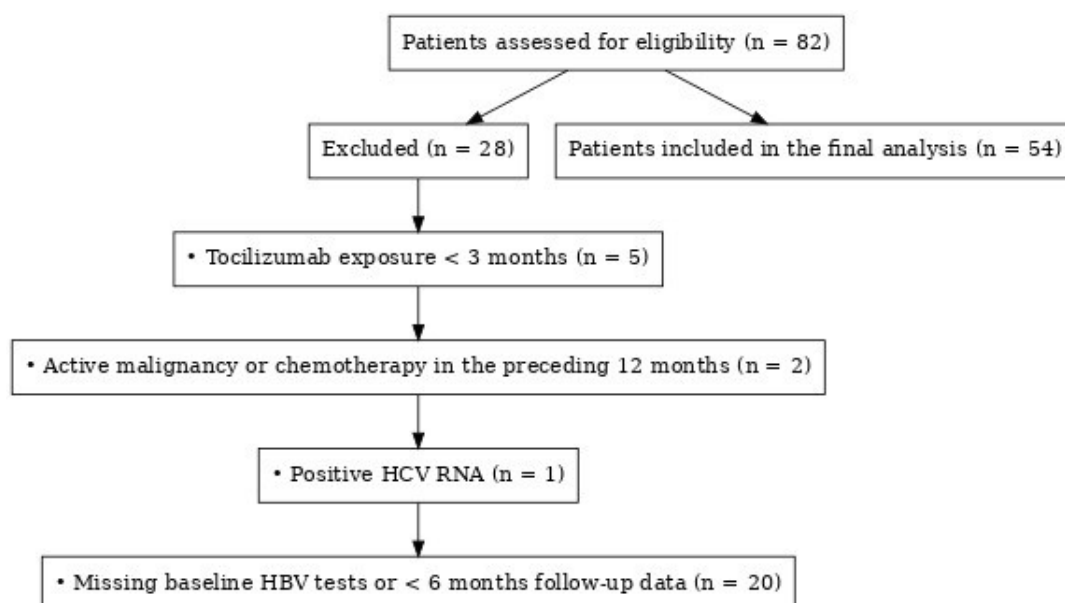 Patients assessed for eligibility (n = 82)
Excluded (n = 28)
Patients included in the final analysis (n = 54)
• Tocilizumab exposure < 3 months (n = 5)
• Active malignancy or chemotherapy in the preceding 12 months (n = 2)
• Positive HCV RNA (n = 1)
• Missing baseline HBV tests or < 6 months follow-up data (n = 20)